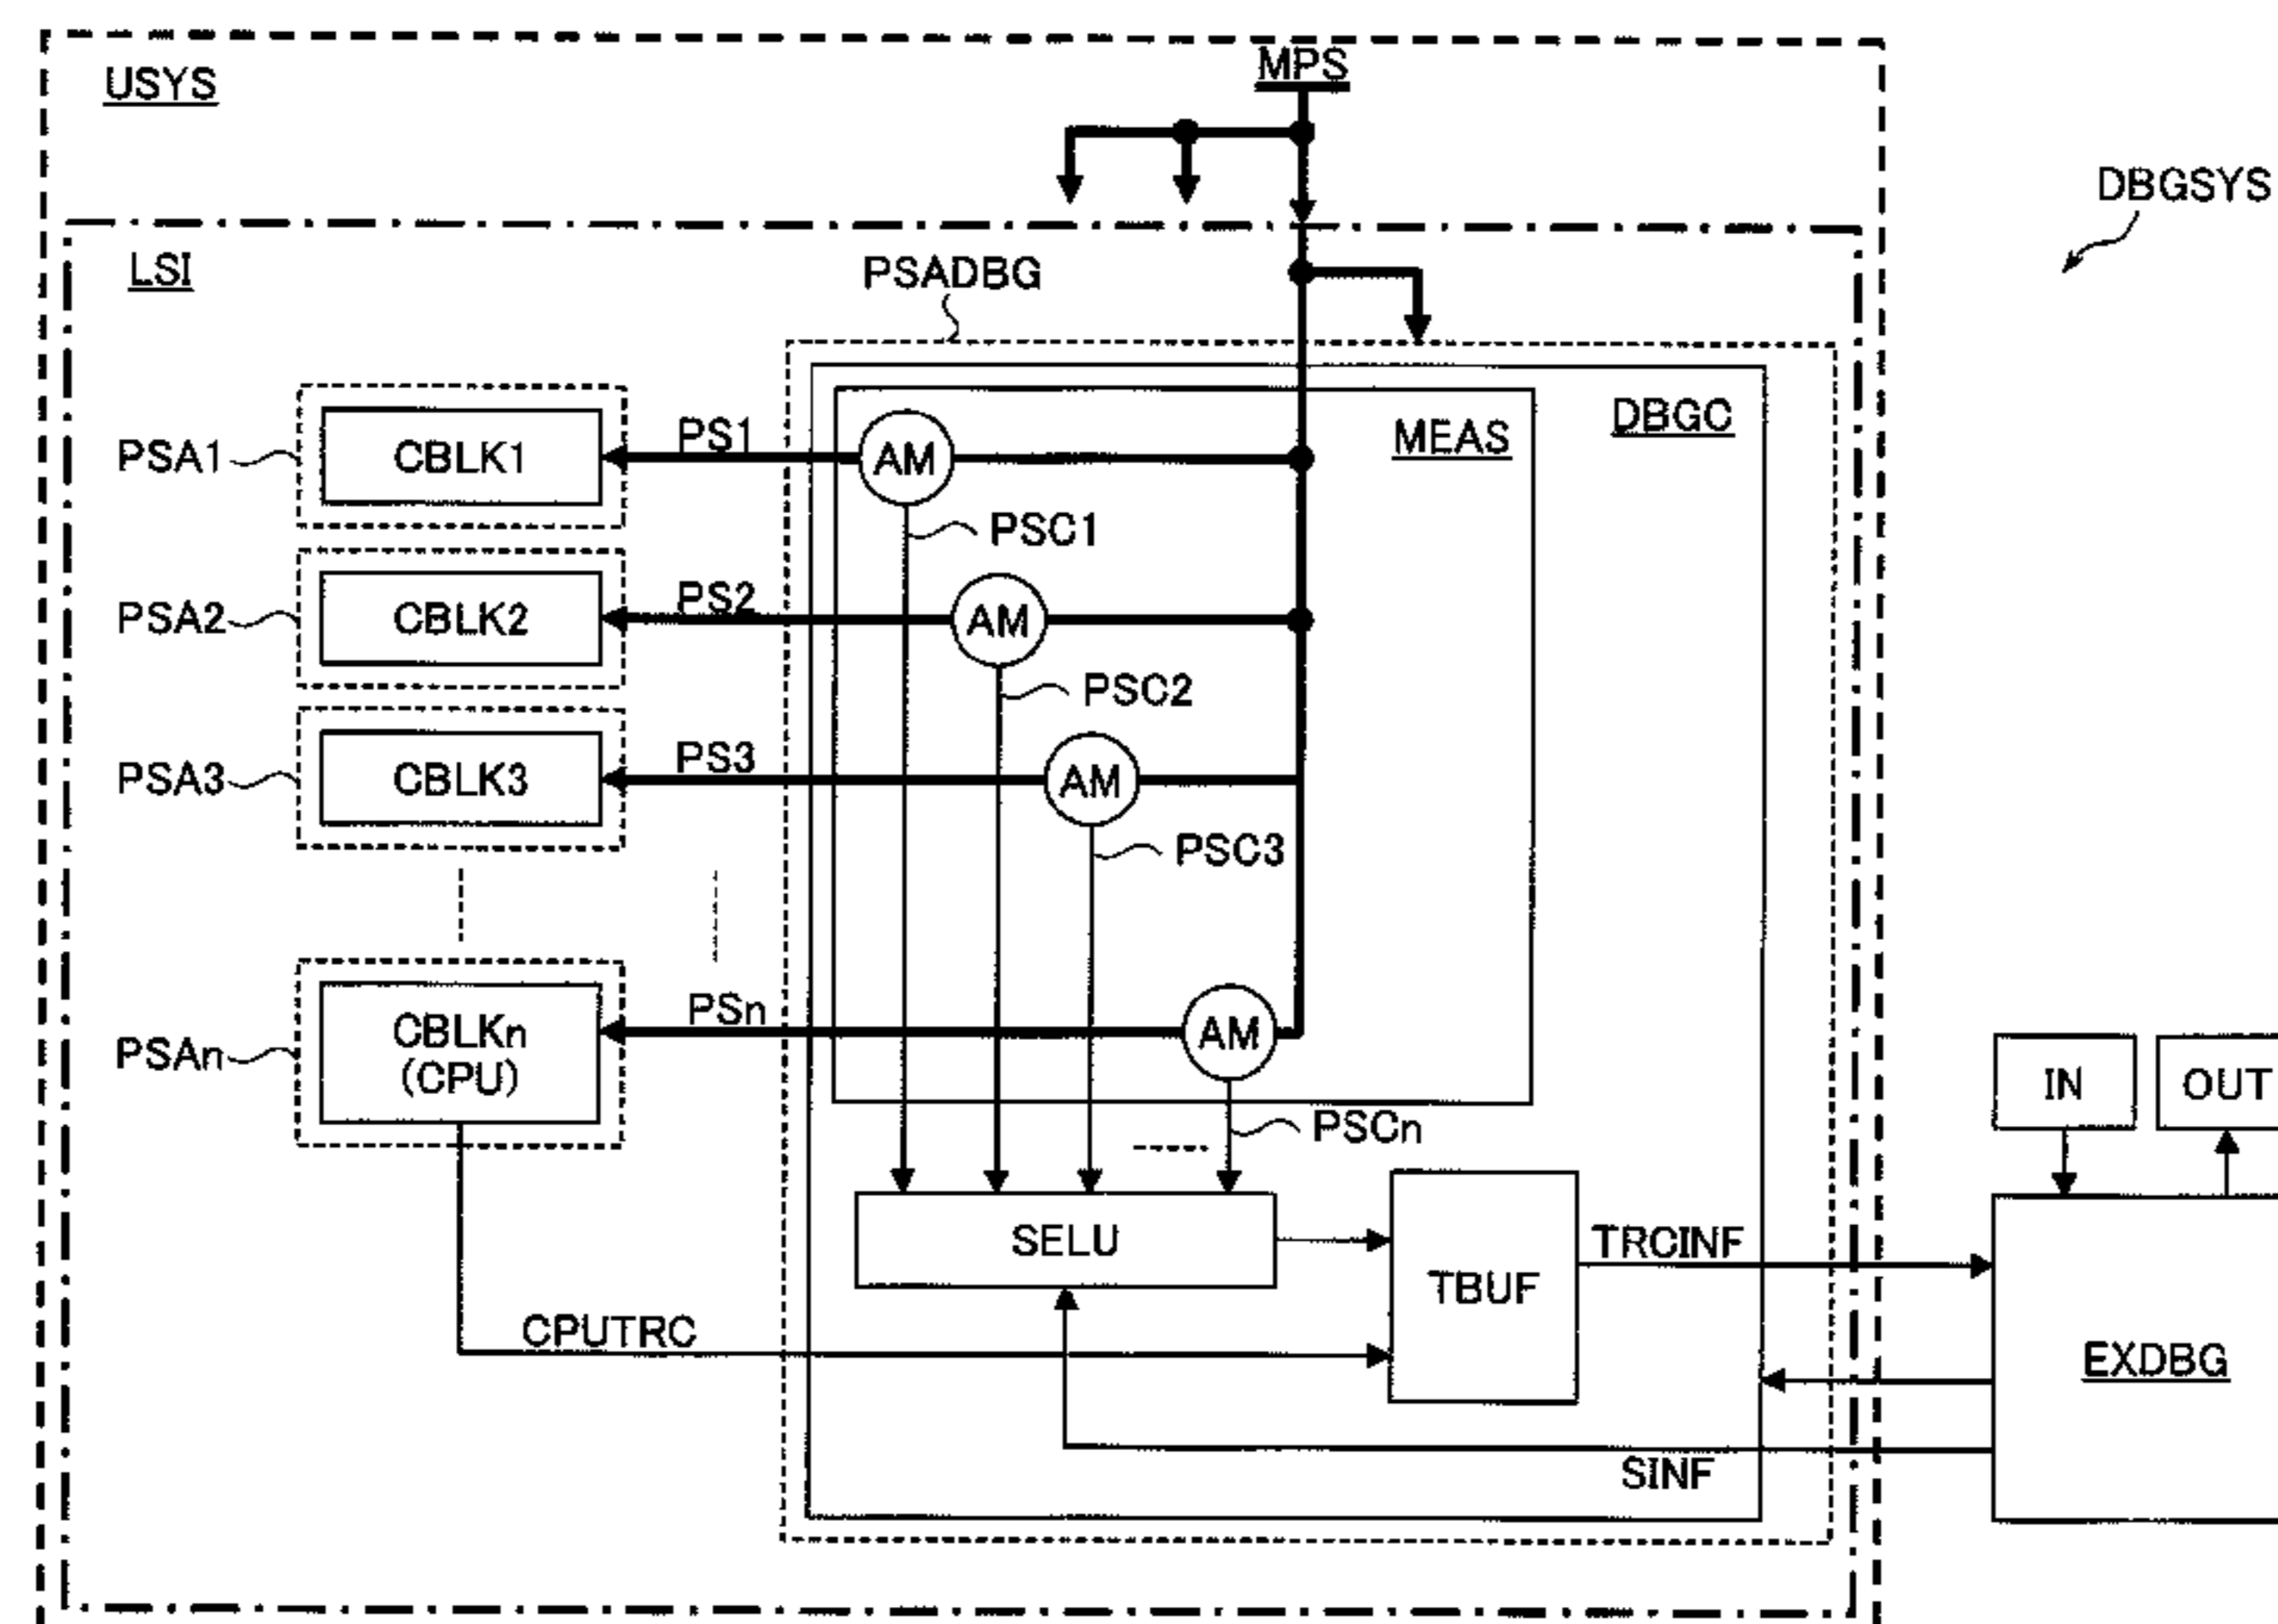 MPS
USYS
DBGSYS
LSI
PSADBG
DBGC
MEAS
PSA1
CBLK1
PS1
AM
PSC1
PSA2
CBLK2
PS2
AM
PSC2
PSA3
CBLK3
PS3
AM
PSC3
PSAn
CBLKn
(CPU)
PSn
AM
PSCn
IN
OUT
SELU
TBUF
TRCINF
CPUTRC
EXDBG
SINF